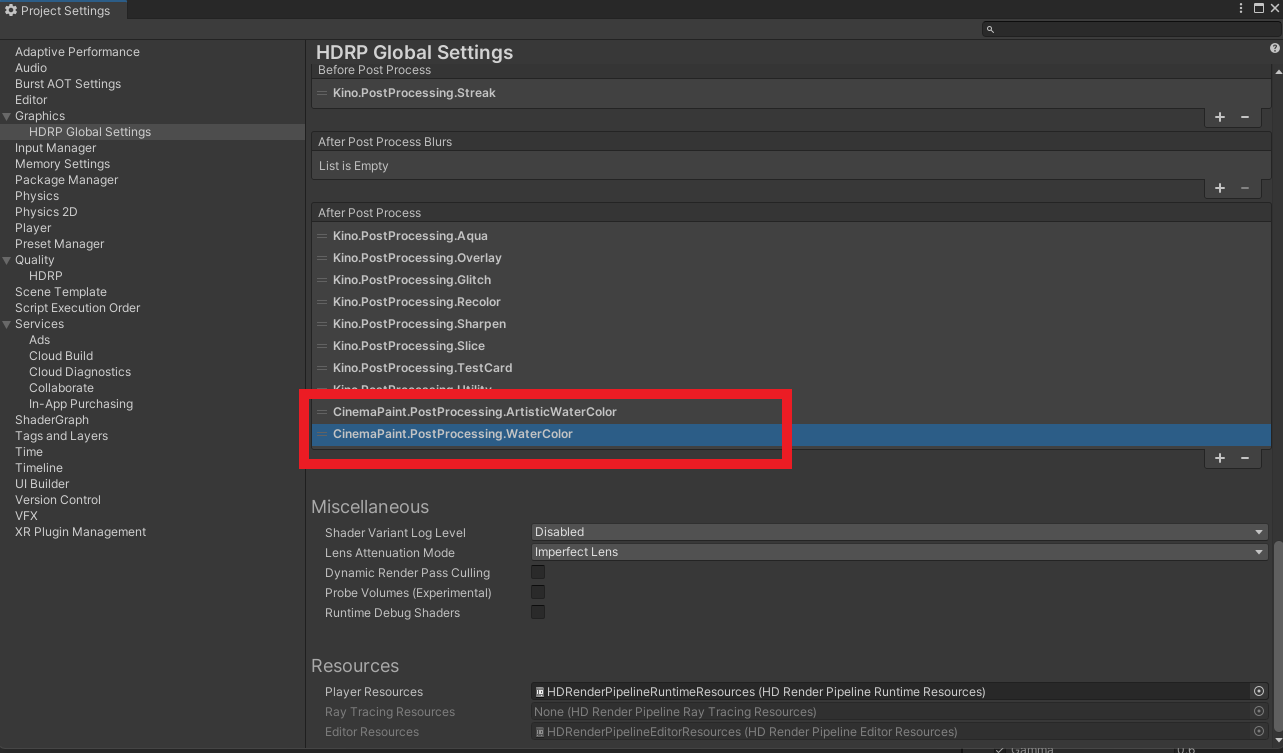 Project Settings
Adaptive Performance
Audio
Burst AOT Settings
Editor
Graphics
HDRP Global Settings
Input Manager
Memory Settings
Package Manager
Physics
Physics 2D
Player
Preset Manager
Quality
HDRP
Scene Template
Script Execution Order
Services
Ads
Cloud Build
Cloud Diagnostics
Collaborate
In-App Purchasing
ShaderGraph
Tags and Layers
Time
Timeline
UI Builder
Version Control
VFX
XR Plugin Management
HDRP Global Settings
Before Post Process
Kino.PostProcessing.Streak
After Post Process Blurs
List is Empty
After Post Process
Kino.PostProcessing.Aqua
Kino.PostProcessing.Overlay
Kino.PostProcessing.Glitch
Kino.PostProcessing.Recolor
Kino.PostProcessing.Sharpen
Kino.PostProcessing.Slice
Kino.PostProcessing.TestCard
Kino.PostProcessing.Utility
CinemaPaint.PostProcessing.ArtisticWaterColor
CinemaPaint.PostProcessing.WaterColor
Miscellaneous
Shader Variant Log Level Disabled
Lens Attenuation Mode Imperfect Lens
Dynamic Render Pass Culling
Probe Volumes (Experimental)
Runtime Debug Shaders
Resources
Player Resources HDRenderPipelineRuntimeResources (HD Render Pipeline Runtime Resources)
Ray Tracing Resources None (HD Render Pipeline Ray Tracing Resources)
Editor Resources HDRenderPipelineEditorResources (HD Render Pipeline Editor Resources)
Gamma 0.6